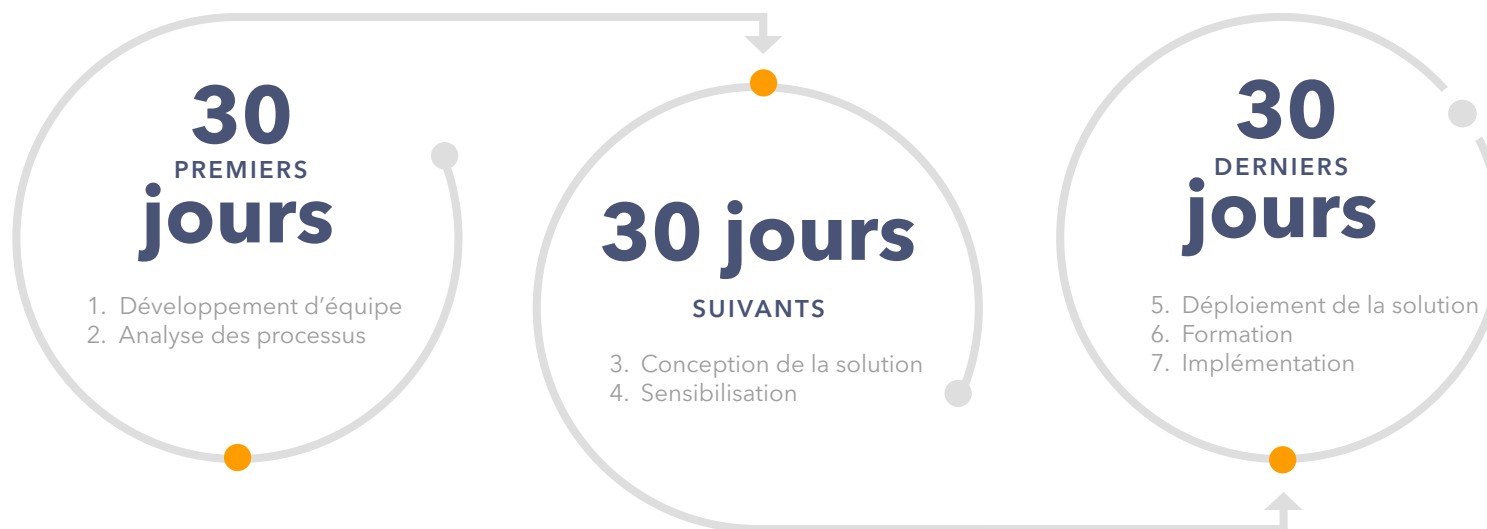 30
PREMIERS
jours
1. Développement d’équipe
2. Analyse des processus
30 jours
SUIVANTS
3. Conception de la solution
4. Sensibilisation
30
DERNIERS
jours
5. Déploiement de la solution
6. Formation
7. Implémentation